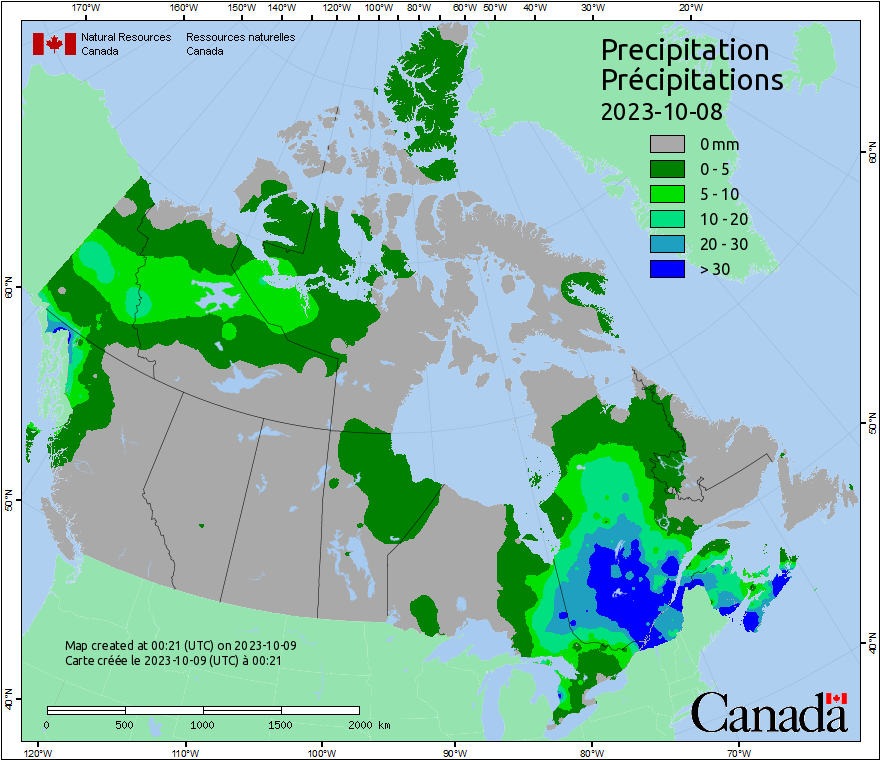 170°W 160°W 150°W 140°W 120°W 100°W 80°W 60°W 50°W 40°W 30°W 20°W
Natural Resources Ressources naturelles
Canada Canada
Precipitation
Précipitations
2023-10-08
0 mm
0 - 5
5 - 10
10 - 20
20 - 30
> 30
60°N
60°N
50°N
50°N
40°N
40°N
Map created at 00:21 (UTC) on 2023-10-09
Carte créée le 2023-10-09 (UTC) à 00:21
0 500 1000 1500 2000 km
Canada
120°W 110°W 100°W 90°W 80°W 70°W